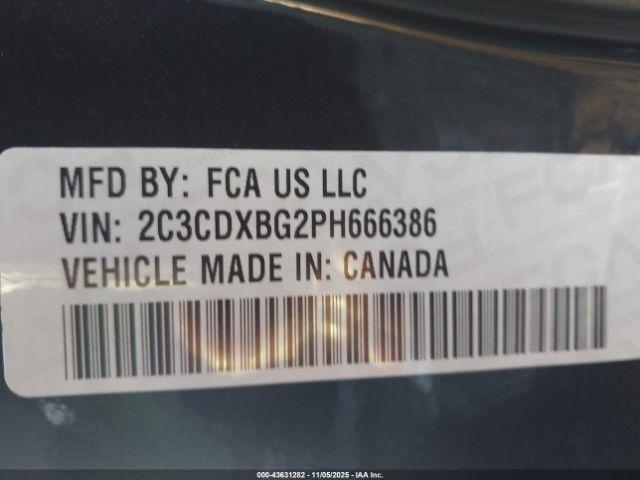 MFD BY: FCA US LLC
VIN: 2C3CDXBG2PH666386
VEHICLE MADE IN: CANADA
000-43631282 - 11/05/2025 - IAA Inc.